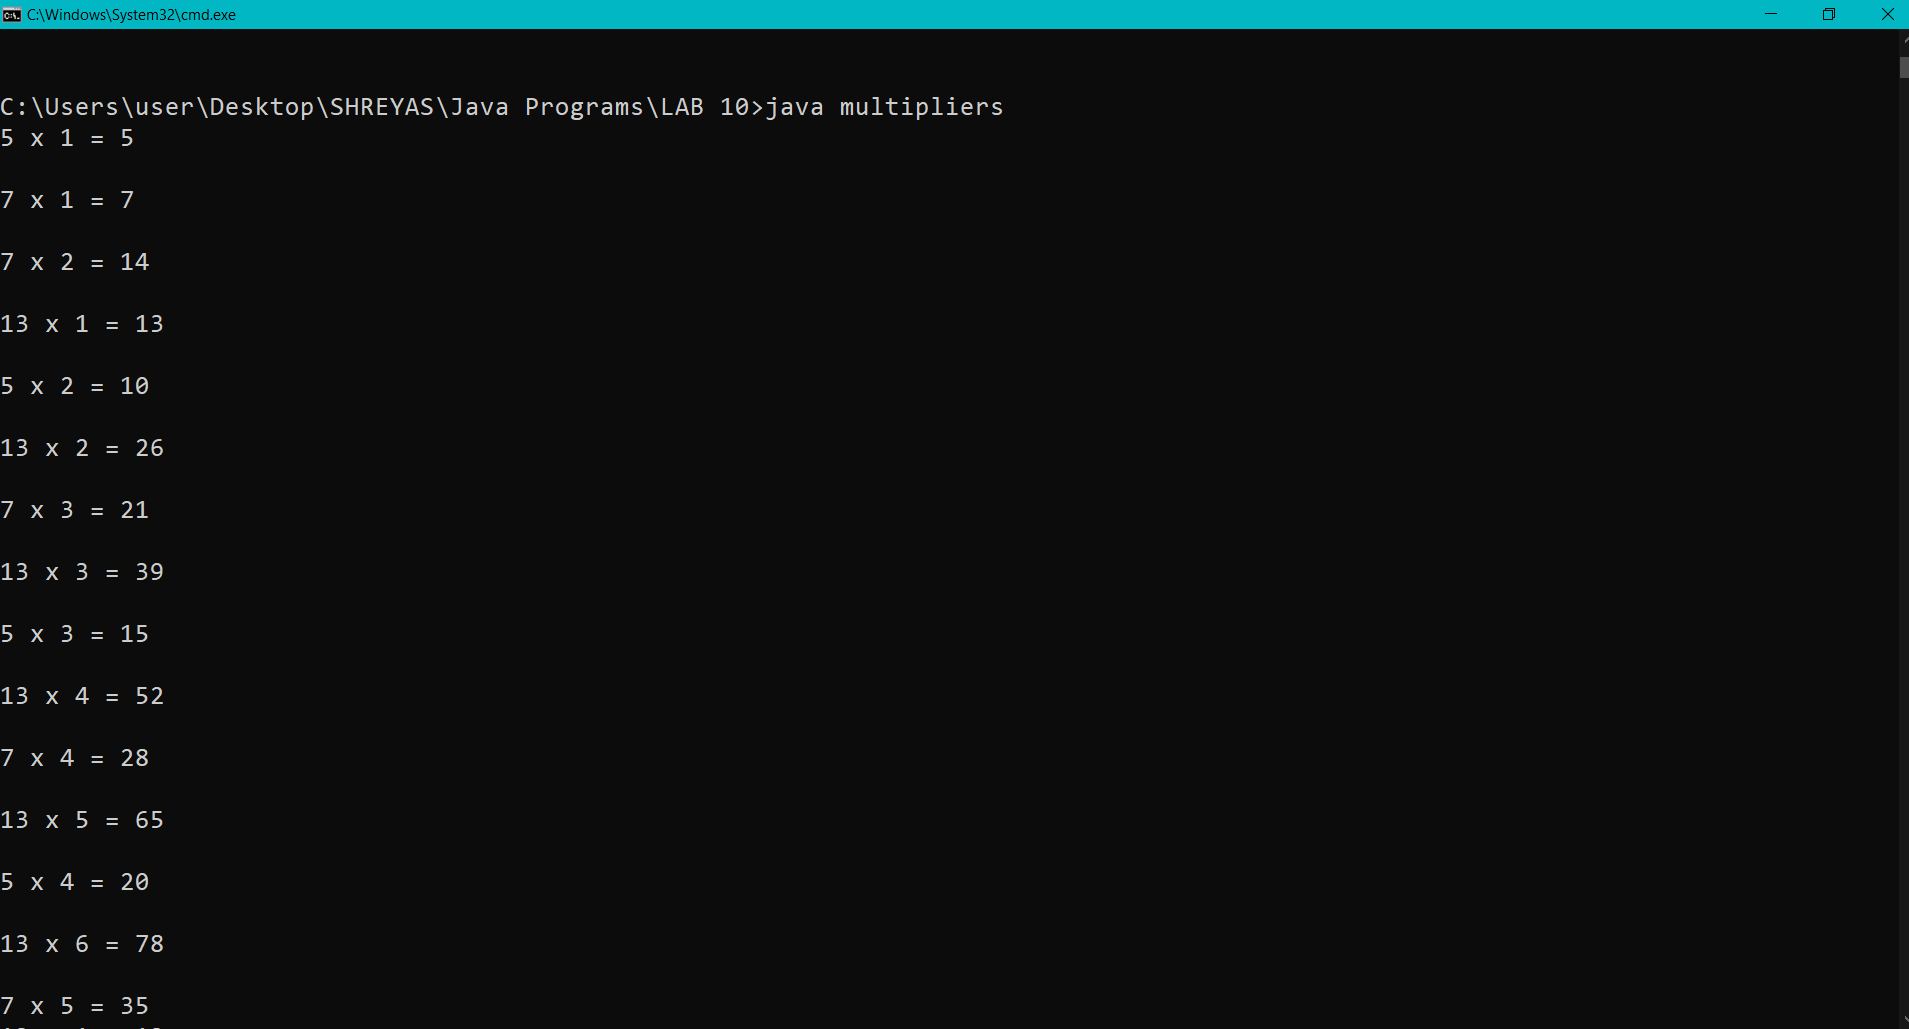 C:\Windows\System32\cmd.exe
C:\Users\user\Desktop\SHREYAS\Java Programs\LAB 10>java multipliers
5 x 1 = 5
7 x 1 = 7
7 x 2 = 14
13 x 1 = 13
5 x 2 = 10
13 x 2 = 26
7 x 3 = 21
13 x 3 = 39
5 x 3 = 15
13 x 4 = 52
7 x 4 = 28
13 x 5 = 65
5 x 4 = 20
13 x 6 = 78
7 x 5 = 35